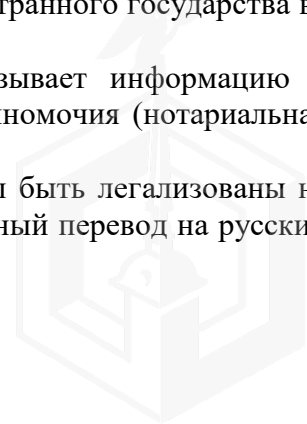 странного государства в
зывает информацию
номочия (нотариальна
ы быть легализованы н
ный перевод на русски